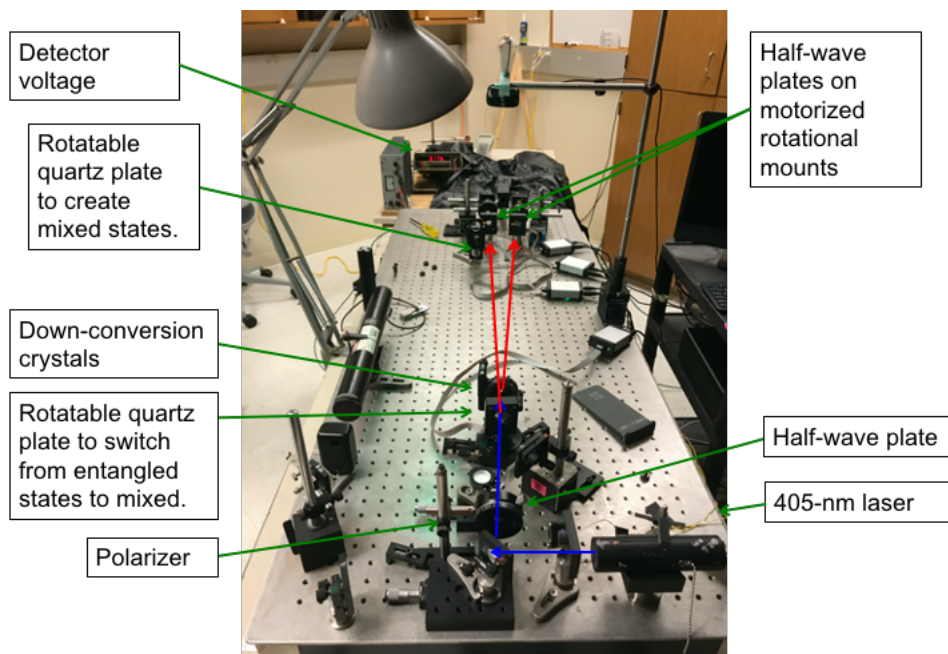 Detector
voltage
Rotatable
quartz plate
to create
mixed states.
Down-conversion
crystals
Rotatable quartz
plate to switch
from entangled
states to mixed.
Polarizer
Half-wave
plates on
motorized
rotational
mounts
Half-wave plate
405-nm laser